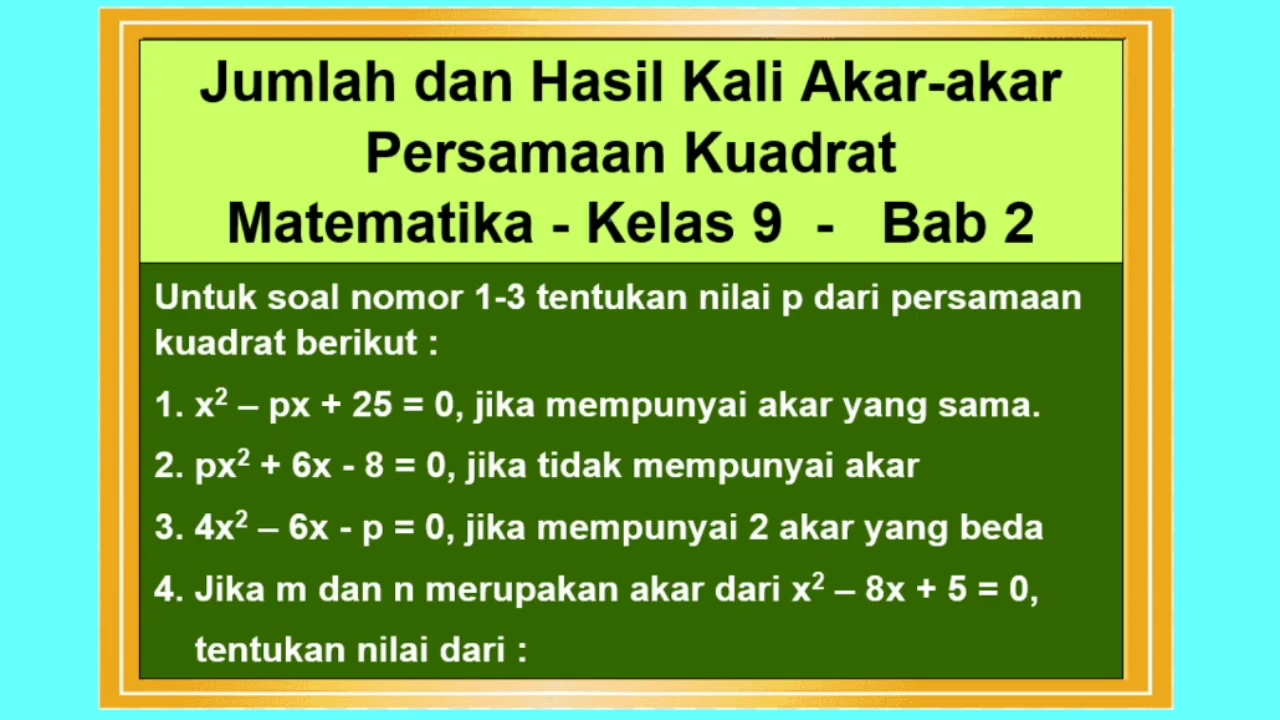 Jumlah dan Hasil Kali Akar-akar
Persamaan Kuadrat
Matematika - Kelas 9 - Bab 2
Untuk soal nomor 1-3 tentukan nilai p dari persamaan
kuadrat berikut :
1. x² – px + 25 = 0, jika mempunyai akar yang sama.
2. px² + 6x - 8 = 0, jika tidak mempunyai akar
3. 4x² – 6x - p = 0, jika mempunyai 2 akar yang beda
4. Jika m dan n merupakan akar dari x² – 8x + 5 = 0,
tentukan nilai dari :